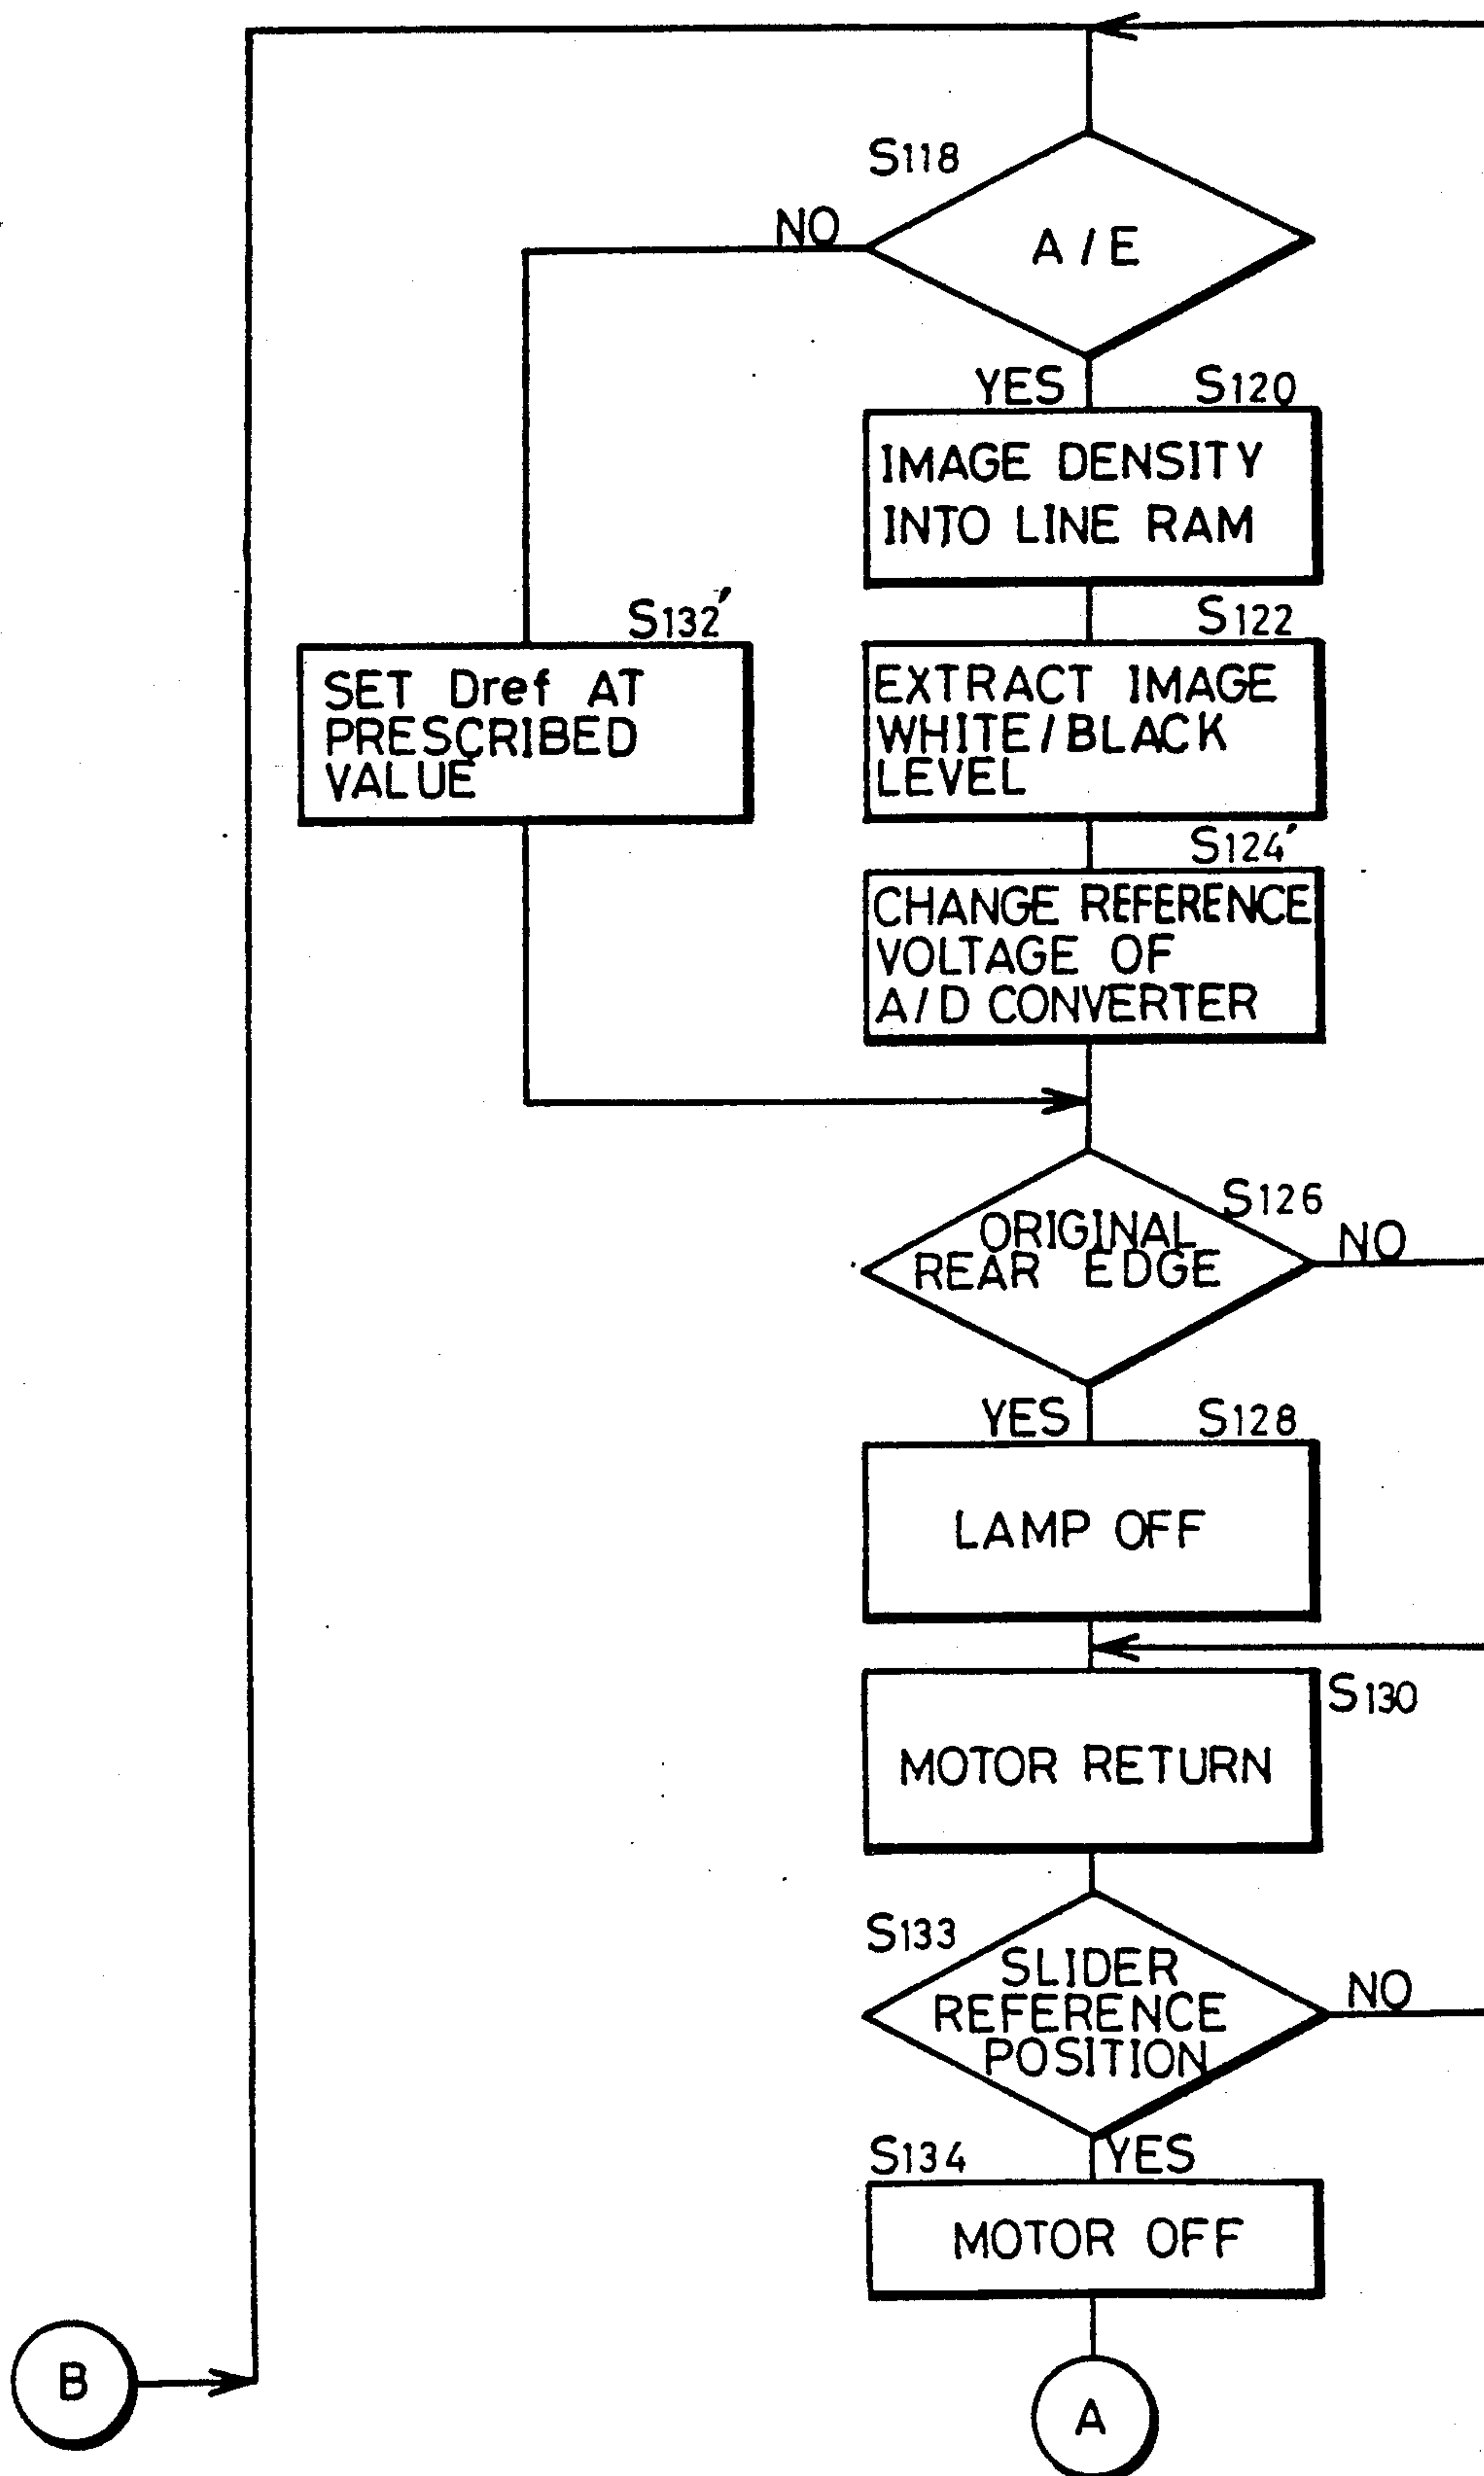 S118
NO
A/E
YES
S120
IMAGE DENSITY
INTO LINE RAM
S132'
SET Dref AT
PRESCRIBED
VALUE
S122
EXTRACT IMAGE
WHITE/BLACK
LEVEL
S124'
CHANGE REFERENCE
VOLTAGE OF
A/D CONVERTER
S126
ORIGINAL
REAR EDGE
NO
YES
S128
LAMP OFF
S130
MOTOR RETURN
S133
SLIDER
REFERENCE
POSITION
NO
S134
YES
MOTOR OFF
B
A